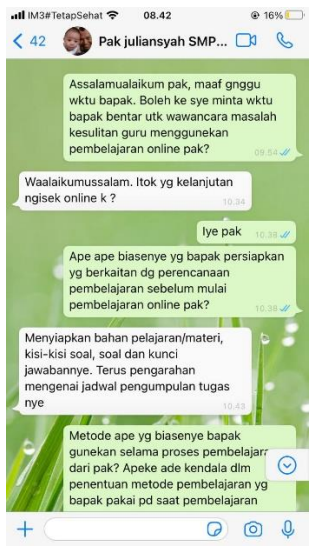 IM3#TetapSehat 08.42 16%
42 Pak juliansyah SMP...
Assalamualaikum pak, maaf gnggu
wktu bapak. Boleh ke sye minta wktu
bapak bentar utk wawancara masalah
kesulitan guru menggunekan
pembelajaran online pak?
09.54
Waalaikumussalam. Itok yg kelanjutan
ngisek online k ?
10.34
Iye pak 10.38
Ape ape biasenye yg bapak persiapkan
yg berkaitan dg perencanaan
pembelajaran sebelum mulai
pembelajaran online pak?
10.38
Menyiapkan bahan pelajaran/materi,
kisi-kisi soal, soal dan kunci
jawabannye. Terus pengarahan
mengenai jadwal pengumpulan tugas
nye
10.43
Metode ape yg biasenye bapak
gunekan selama proses pembelajara
dari pak? Apeke ade kendala dlm
penentuan metode pembelajaran yg
bapak pakai pd saat pembelajaran